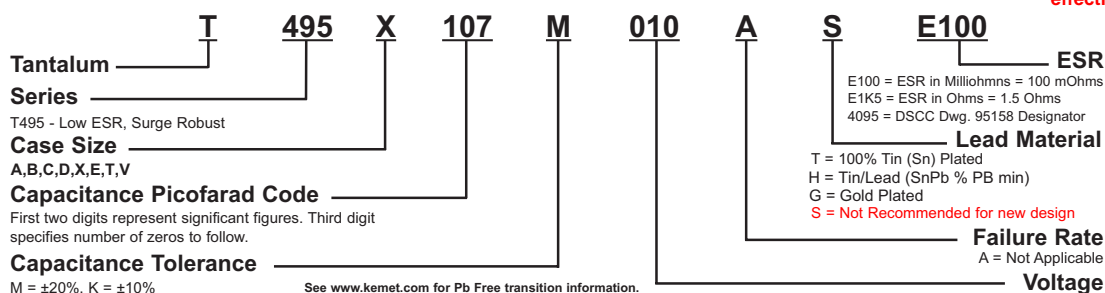 T 495 X 107 M 010 A S E100
Tantalum
ESR
E100 = ESR in Milliohmns = 100 mOhms
E1K5 = ESR in Ohms = 1.5 Ohms
4095 = DSCC Dwg. 95158 Designator
Series
T495 - Low ESR, Surge Robust
Lead Material
T = 100% Tin (Sn) Plated
H = Tin/Lead (SnPb % PB min)
G = Gold Plated
S = Not Recommended for new design
Case Size
A,B,C,D,X,E,T,V
Capacitance Picofarad Code
First two digits represent significant figures. Third digit
specifies number of zeros to follow.
Failure Rate
A = Not Applicable
Capacitance Tolerance
M = ±20%, K = ±10%
Voltage
See www.kemet.com for Pb Free transition information.